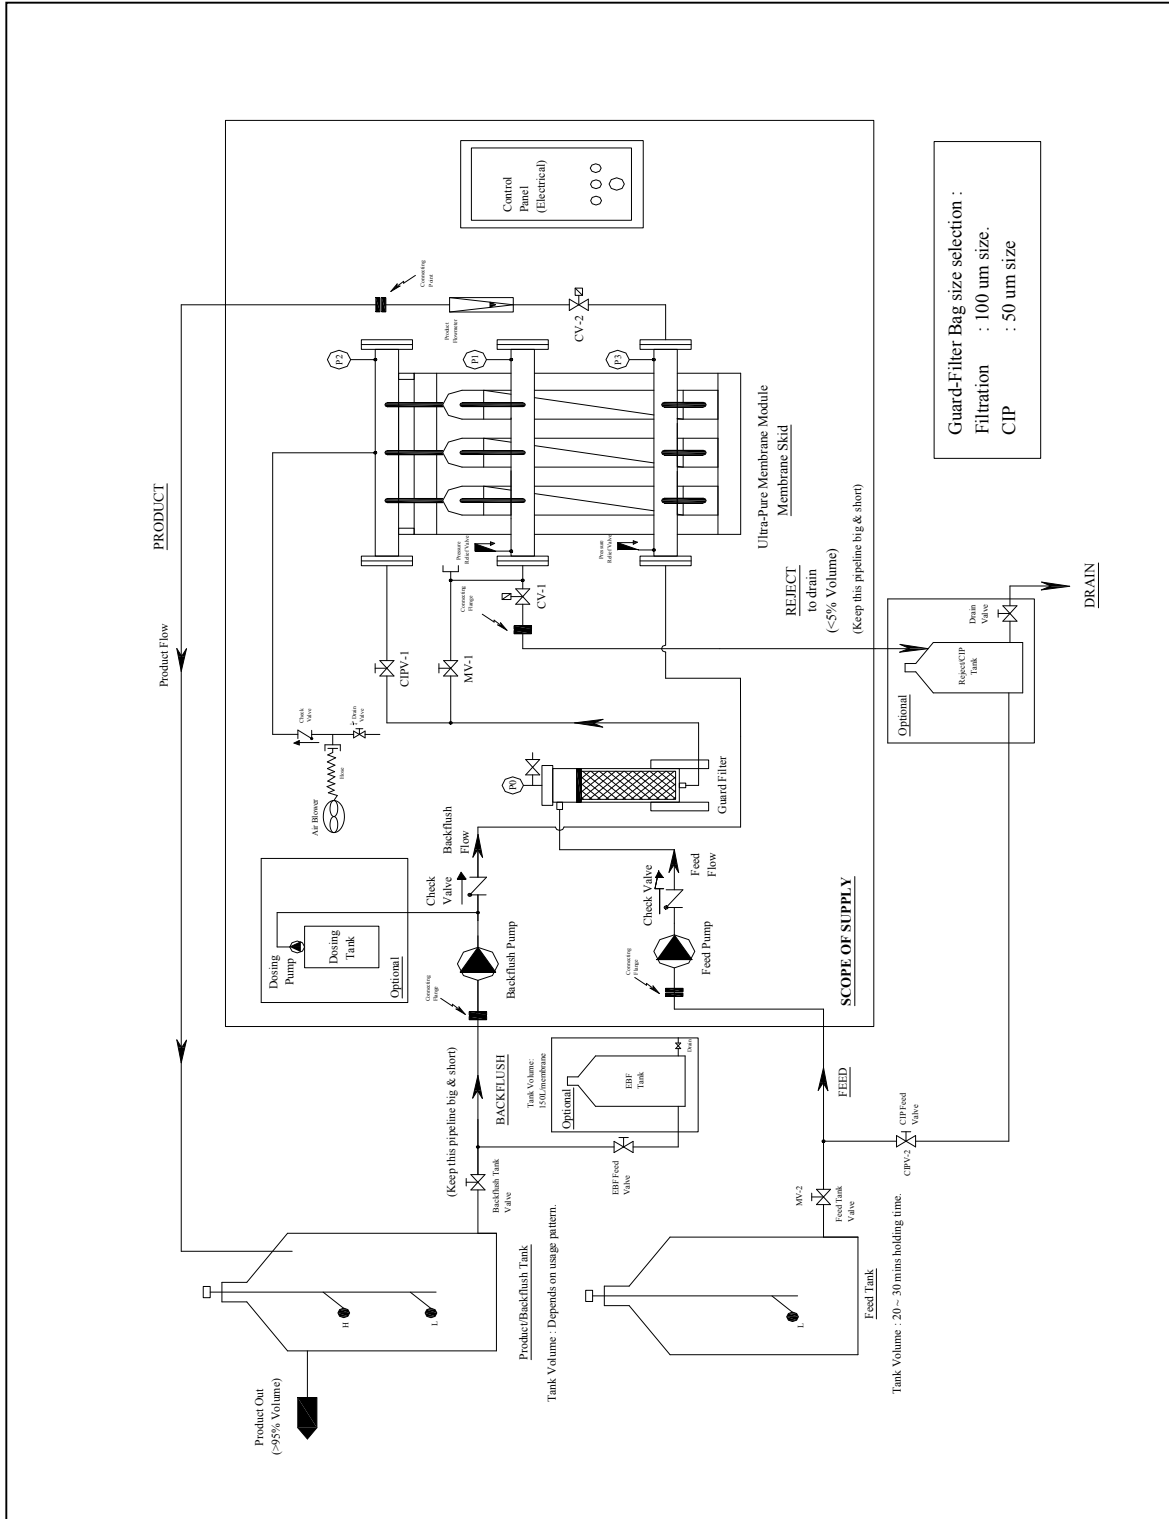 Product Out
(>95% Volume)
H
L
Product/Backflush Tank
Tank Volume : Depends on usage pattern.
L
Feed Tank
Tank Volume : 20 ~ 30 mins holding time.
PRODUCT
Product Flow
Backflush Tank
Valve
(Keep this pipeline big & short)
BACKFLUSH
EBF Feed
Valve
Tank Volume:
150L/membrane
Optional
EBF
Tank
Drain
MV-2
Feed Tank
Valve
FEED
CIPV-2
CIP Feed
Valve
Connecting
Flange
Backflush Pump
Dosing
Pump
Dosing
Tank
Optional
Check
Valve
Backflush
Flow
Connecting
Flange
Feed Pump
Check Valve
Feed
Flow
SCOPE OF SUPPLY
Air Blower
Hose
Check
Valve
Drain
Valve
P0
Guard Filter
CIPV-1
MV-1
Connecting
Flange
CV-1
Pressure
Relief Valve
Pressure
Relief Valve
P2
P1
P3
Ultra-Pure Membrane Module
Membrane Skid
CV-2
Product
Flowmeter
Connecting
Point
Control
Panel
(Electrical)
REJECT
to drain
(<5% Volume)
(Keep this pipeline big & short)
Optional
Reject/CIP
Tank
Drain
Valve
DRAIN
Guard-Filter Bag size selection :
Filtration : 100 um size.
CIP : 50 um size